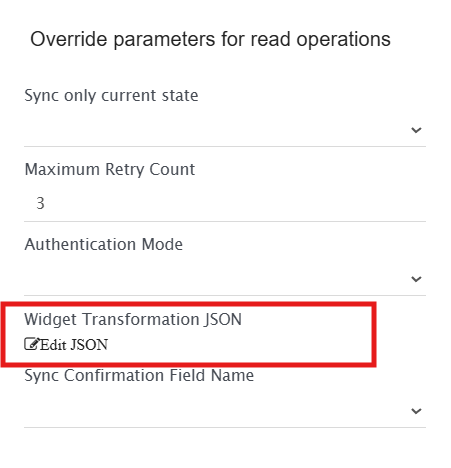 Override parameters for read operations
Sync only current state
Maximum Retry Count
3
Authentication Mode
Widget Transformation JSON
Edit JSON
Sync Confirmation Field Name